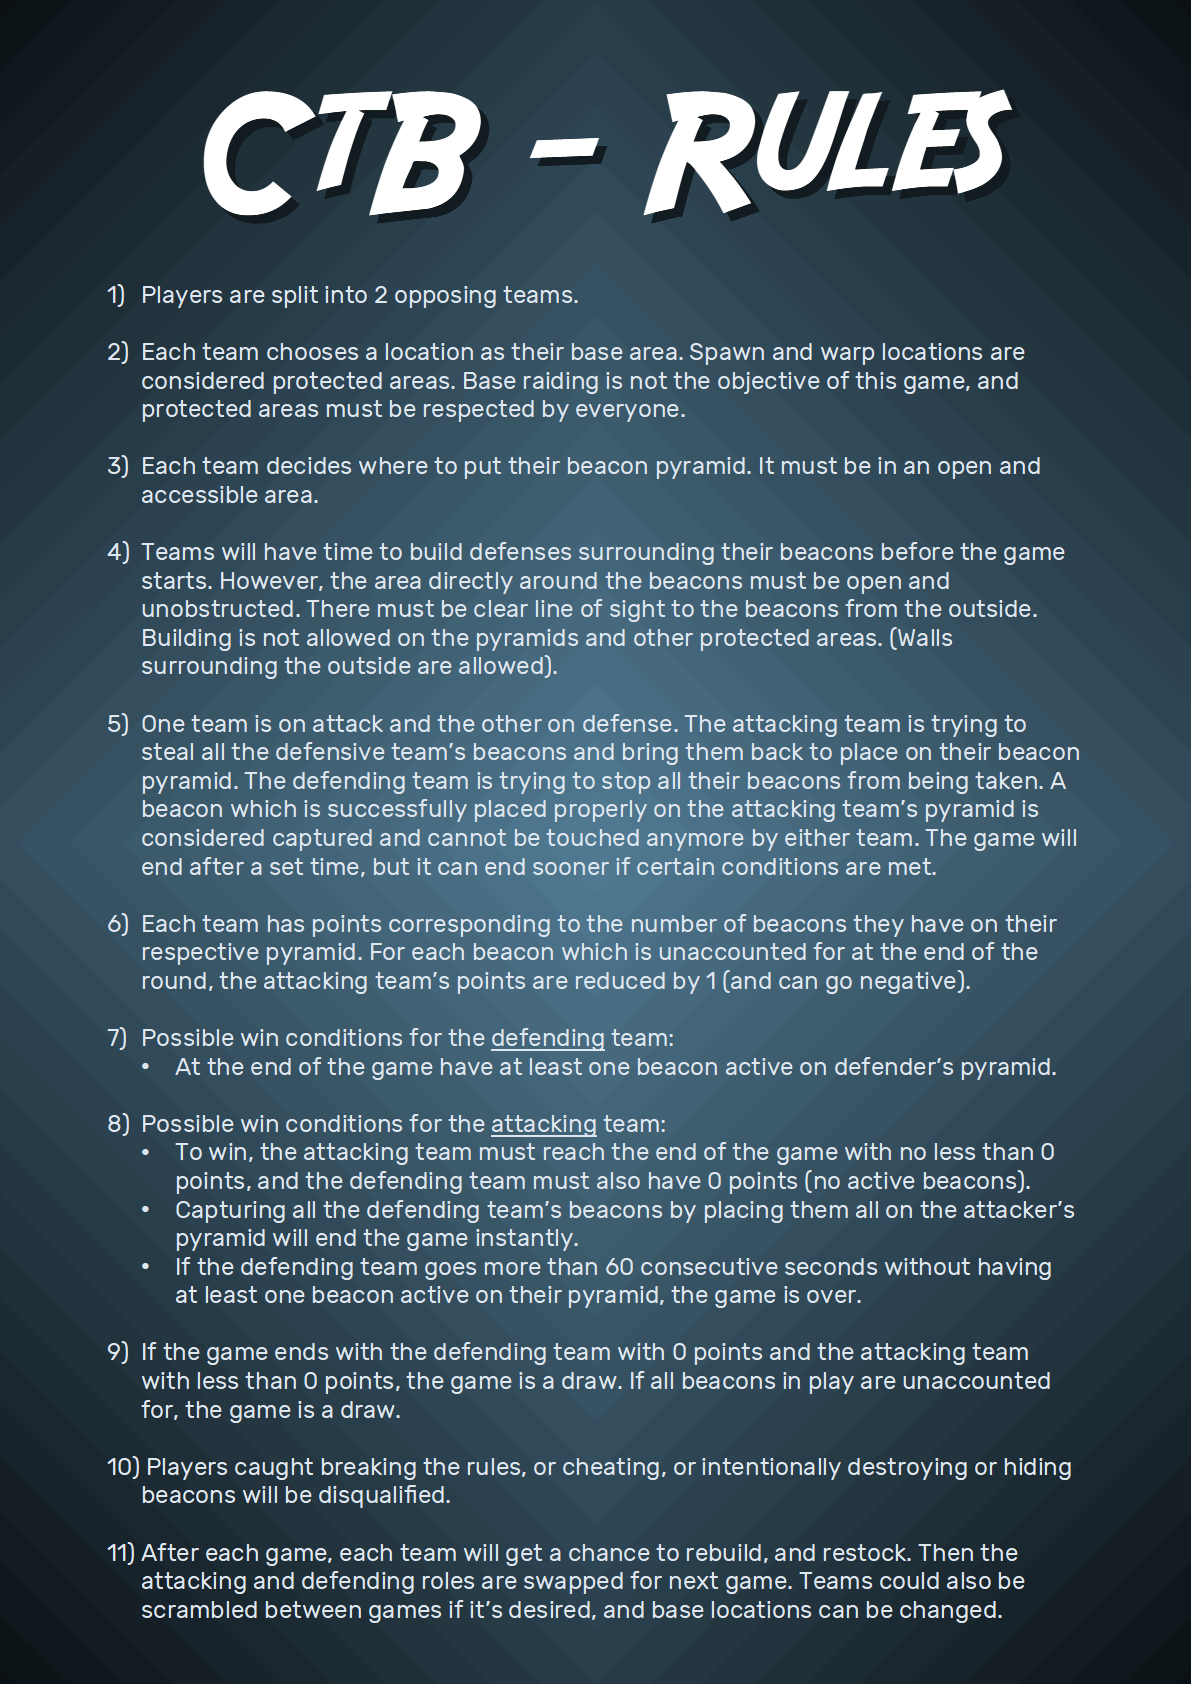 CTB - RULES
1) Players are split into 2 opposing teams.
2) Each team chooses a location as their base area. Spawn and warp locations are
considered protected areas. Base raiding is not the objective of this game, and
protected areas must be respected by everyone.
3) Each team decides where to put their beacon pyramid. It must be in an open and
accessible area.
4) Teams will have time to build defenses surrounding their beacons before the game
starts. However, the area directly around the beacons must be open and
unobstructed. There must be clear line of sight to the beacons from the outside.
Building is not allowed on the pyramids and other protected areas. (Walls
surrounding the outside are allowed).
5) One team is on attack and the other on defense. The attacking team is trying to
steal all the defensive team's beacons and bring them back to place on their beacon
pyramid. The defending team is trying to stop all their beacons from being taken. A
beacon which is successfully placed properly on the attacking team's pyramid is
considered captured and cannot be touched anymore by either team. The game will
end after a set time, but it can end sooner if certain conditions are met.
6) Each team has points corresponding to the number of beacons they have on their
respective pyramid. For each beacon which is unaccounted for at the end of the
round, the attacking team's points are reduced by 1 (and can go negative).
7) Possible win conditions for the defending team:
• At the end of the game have at least one beacon active on defender's pyramid.
8) Possible win conditions for the attacking team:
• To win, the attacking team must reach the end of the game with no less than 0
points, and the defending team must also have 0 points (no active beacons).
• Capturing all the defending team's beacons by placing them all on the attacker's
pyramid will end the game instantly.
• If the defending team goes more than 60 consecutive seconds without having
at least one beacon active on their pyramid, the game is over.
9) If the game ends with the defending team with 0 points and the attacking team
with less than 0 points, the game is a draw. If all beacons in play are unaccounted
for, the game is a draw.
10) Players caught breaking the rules, or cheating, or intentionally destroying or hiding
beacons will be disqualified.
11) After each game, each team will get a chance to rebuild, and restock. Then the
attacking and defending roles are swapped for next game. Teams could also be
scrambled between games if it's desired, and base locations can be changed.